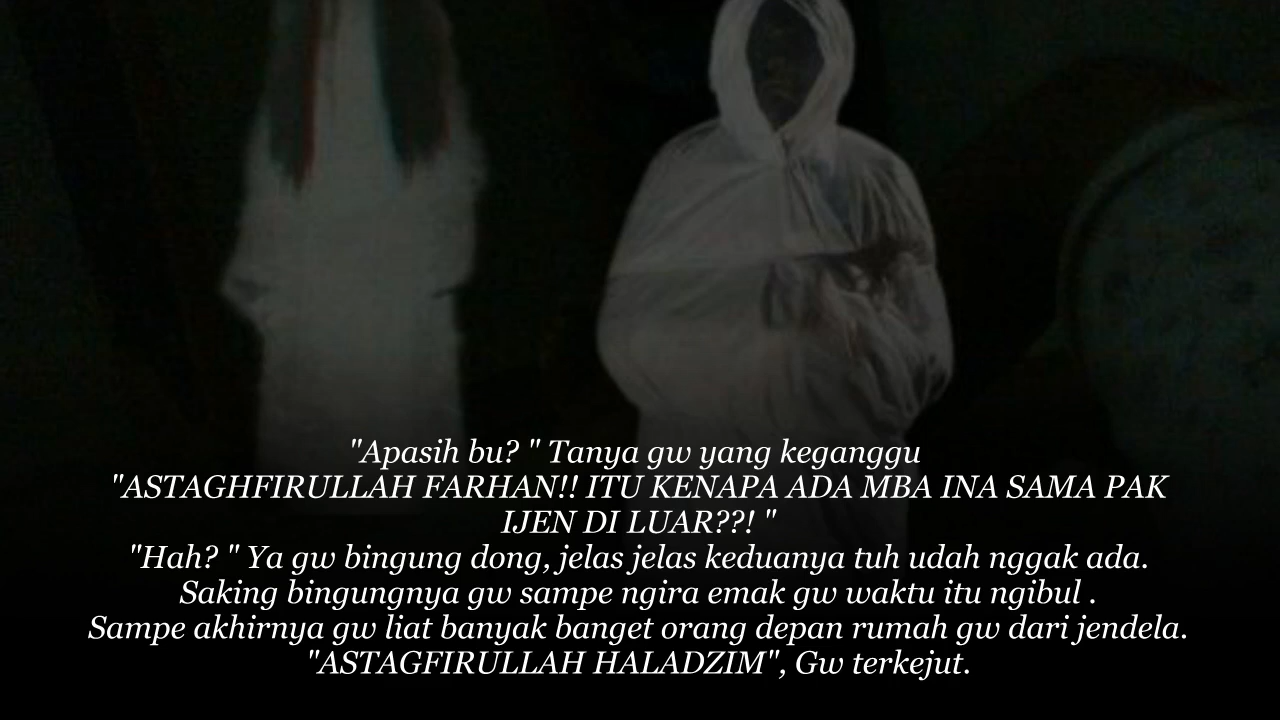 "Apasih bu? " Tanya gw yang keganggu
"ASTAGHFIRULLAH FARHAN!! ITU KENAPA ADA MBA INA SAMA PAK
IJEN DI LUAR??! "
"Hah? " Ya gw bingung dong, jelas jelas keduanya tuh udah nggak ada.
Saking bingungnya gw sampe ngira emak gw waktu itu ngibul .
Sampe akhirnya gw liat banyak banget orang depan rumah gw dari jendela.
"ASTAGFIRULLAH HALADZIM", Gw terkejut.